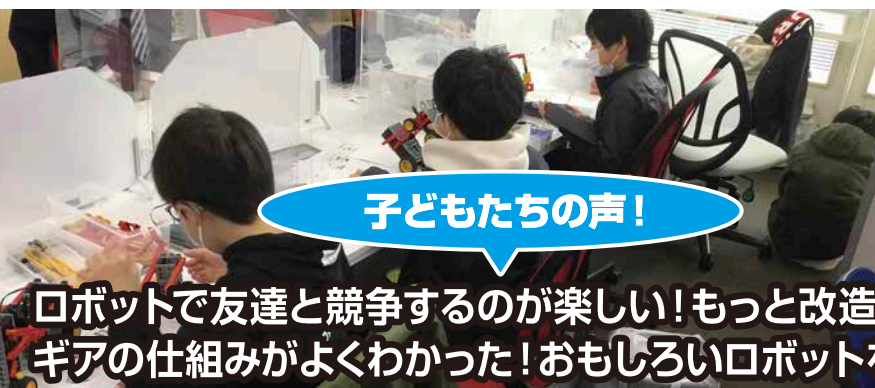 子どもたちの声！
ロボットで友達と競争するのが楽しい！もっと改造
ギアの仕組みがよくわかった！おもしろいロボット